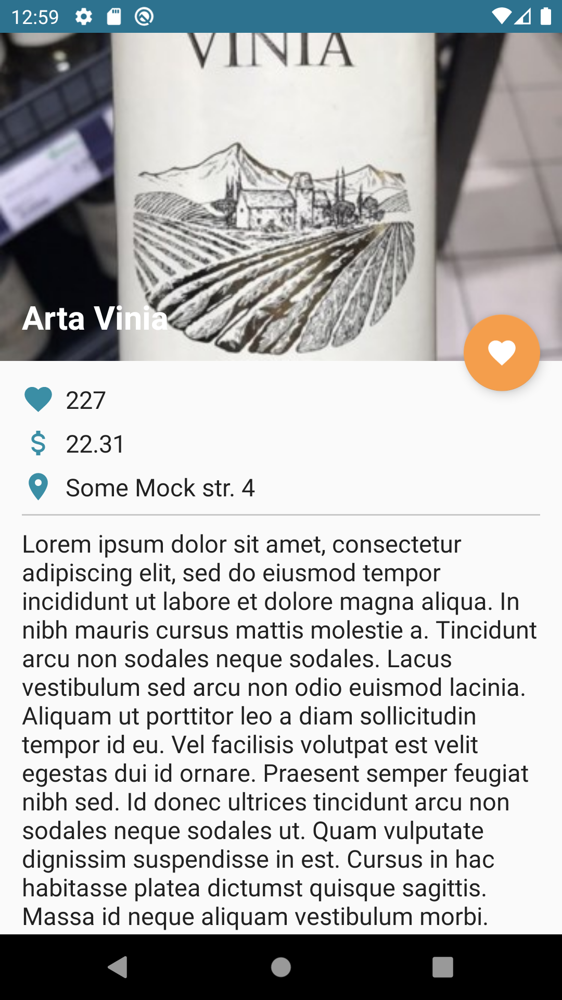 12:59
VINIA
Arta Vinia
227
$ 22.31
Some Mock str. 4
Lorem ipsum dolor sit amet, consectetur
adipiscing elit, sed do eiusmod tempor
incididunt ut labore et dolore magna aliqua. In
nibh mauris cursus mattis molestie a. Tincidunt
arcu non sodales neque sodales. Lacus
vestibulum sed arcu non odio euismod lacinia.
Aliquam ut porttitor leo a diam sollicitudin
tempor id eu. Vel facilisis volutpat est velit
egestas dui id ornare. Praesent semper feugiat
nibh sed. Id donec ultrices tincidunt arcu non
sodales neque sodales ut. Quam vulputate
dignissim suspendisse in est. Cursus in hac
habitasse platea dictumst quisque sagittis.
Massa id neque aliquam vestibulum morbi.